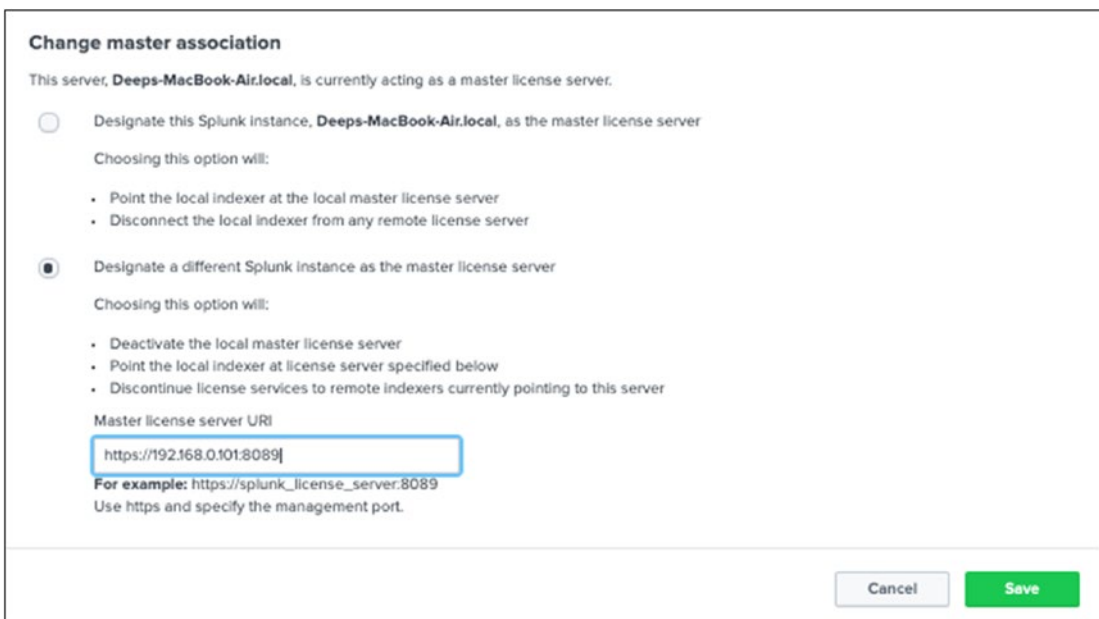 Change master association
This server, Deeps-MacBook-Air.local, is currently acting as a master license server.
Designate this Splunk instance, Deeps-MacBook-Air.local, as the master license server
Choosing this option will:
• Point the local indexer at the local master license server
• Disconnect the local indexer from any remote license server
Designate a different Splunk instance as the master license server
Choosing this option will:
• Deactivate the local master license server
• Point the local indexer at license server specified below
• Discontinue license services to remote indexers currently pointing to this server
Master license server URI
https://192.168.0.101:8089
For example: https://splunk_license_server:8089
Use https and specify the management port.
Cancel Save